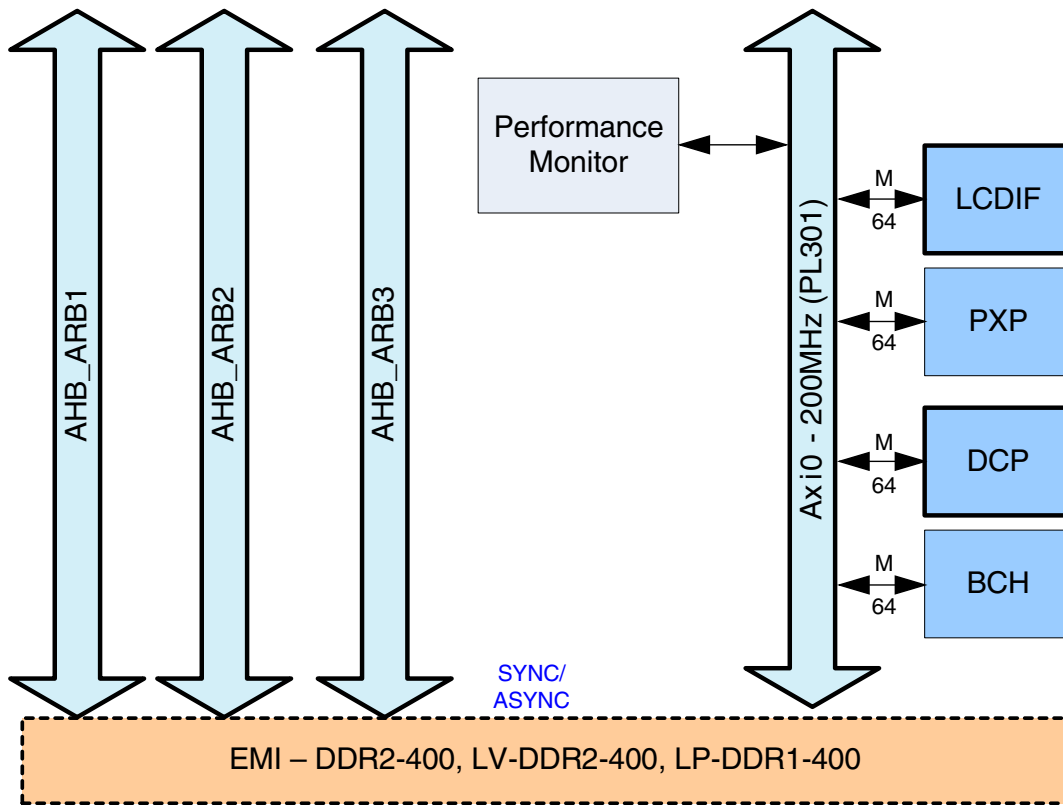 Performance
Monitor
M
64
LCDIF
M
64
PXP
AHB_ARB1
AHB_ARB2
AHB_ARB3
Axi0 - 200MHz (PL301)
M
64
DCP
M
64
BCH
SYNC/
ASYNC
EMI – DDR2-400, LV-DDR2-400, LP-DDR1-400